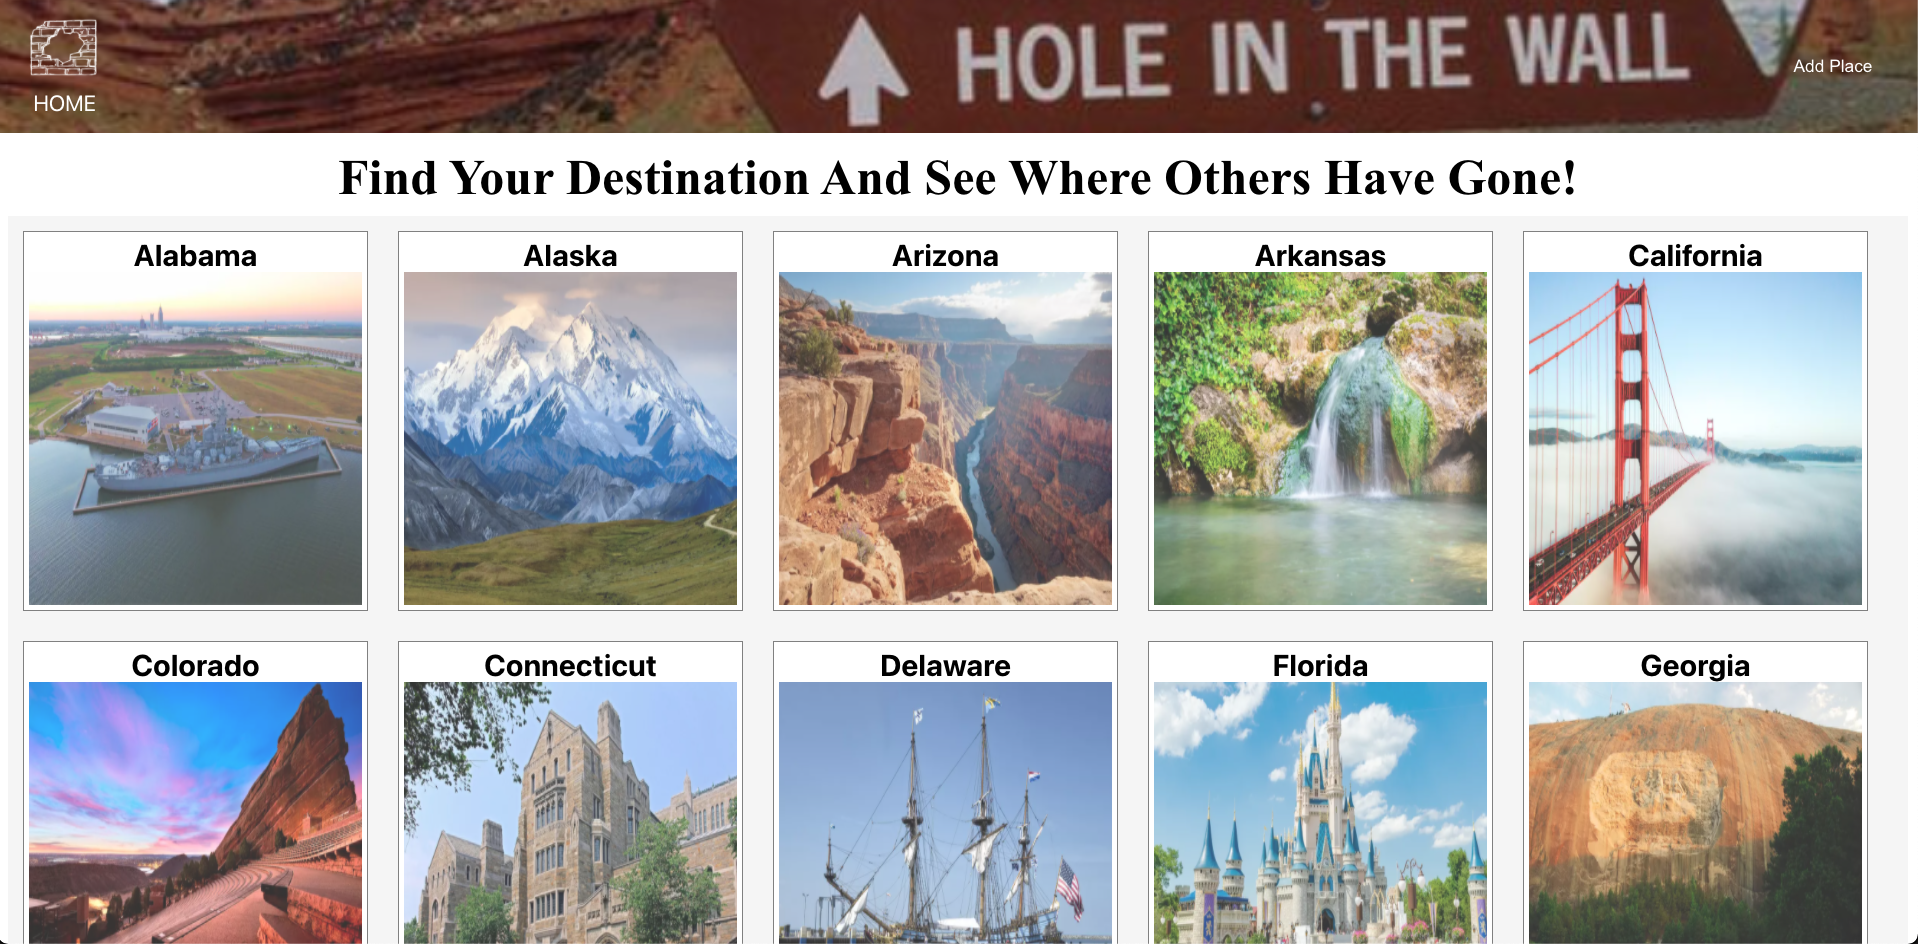 HOLE IN THE WALL
HOME
Add Place
Find Your Destination And See Where Others Have Gone!
Alabama
Alaska
Arizona
Arkansas
California
Colorado
Connecticut
Delaware
Florida
Georgia